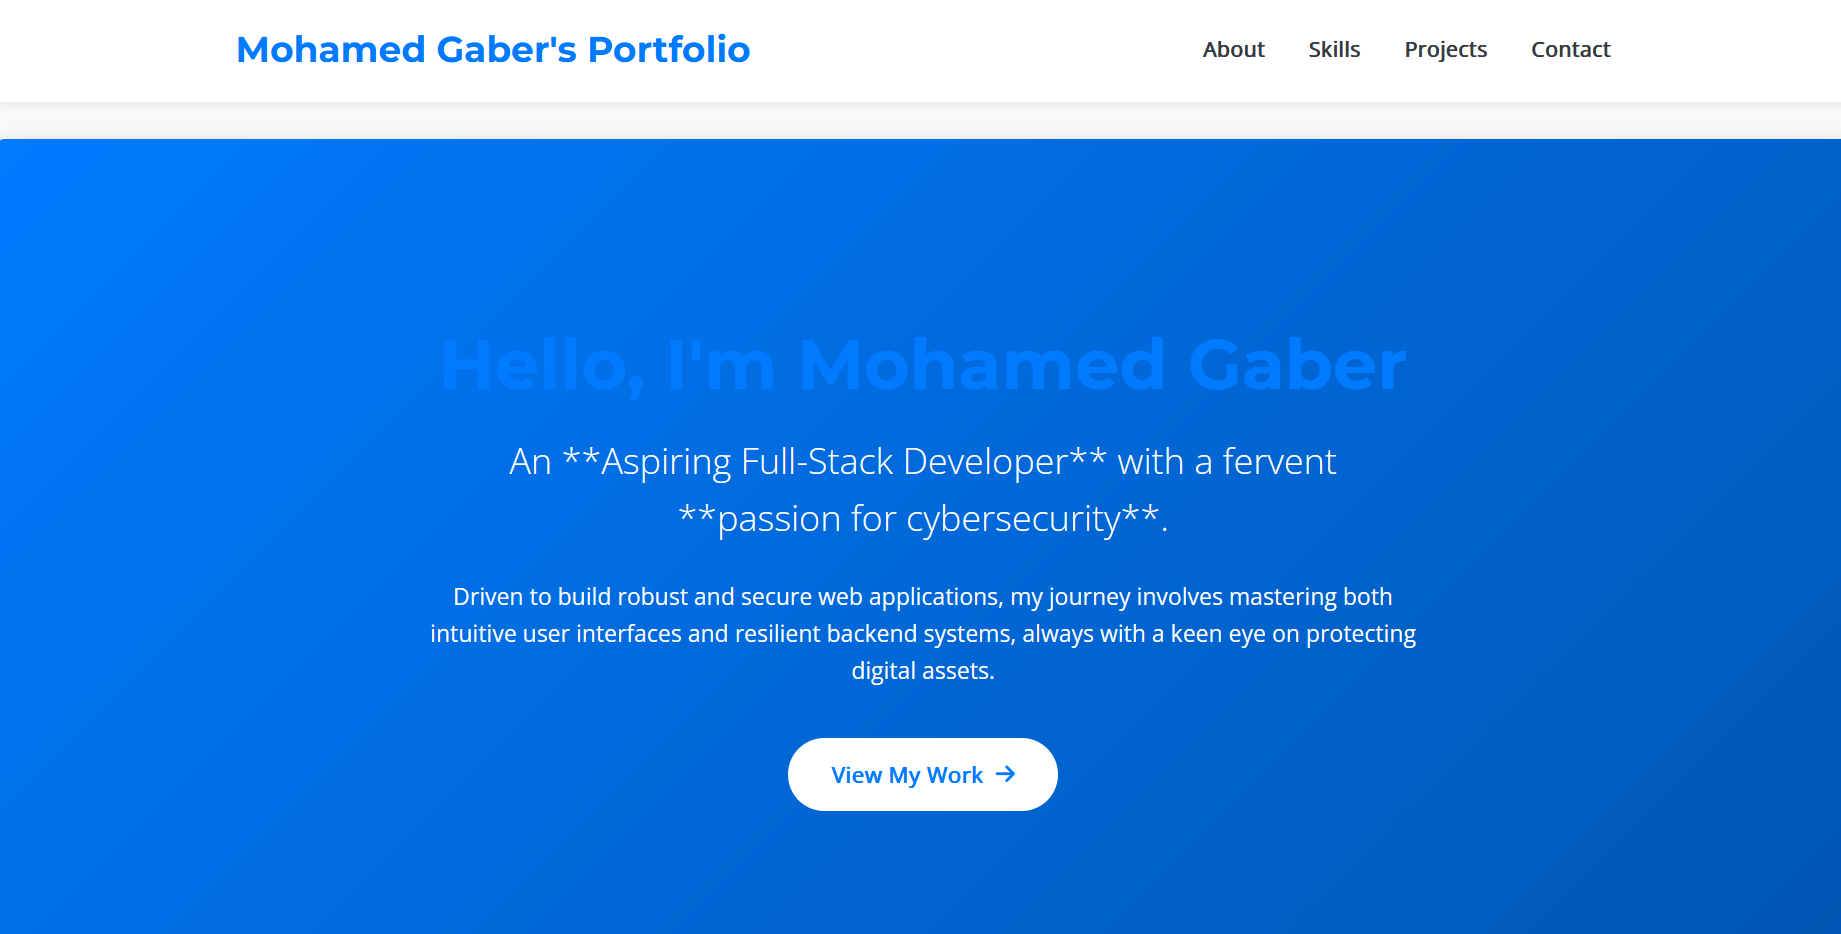 Mohamed Gaber's Portfolio
About Skills Projects Contact
Hello, I'm Mohamed Gaber
An **Aspiring Full-Stack Developer** with a fervent
**passion for cybersecurity**.
Driven to build robust and secure web applications, my journey involves mastering both
intuitive user interfaces and resilient backend systems, always with a keen eye on protecting
digital assets.
View My Work →